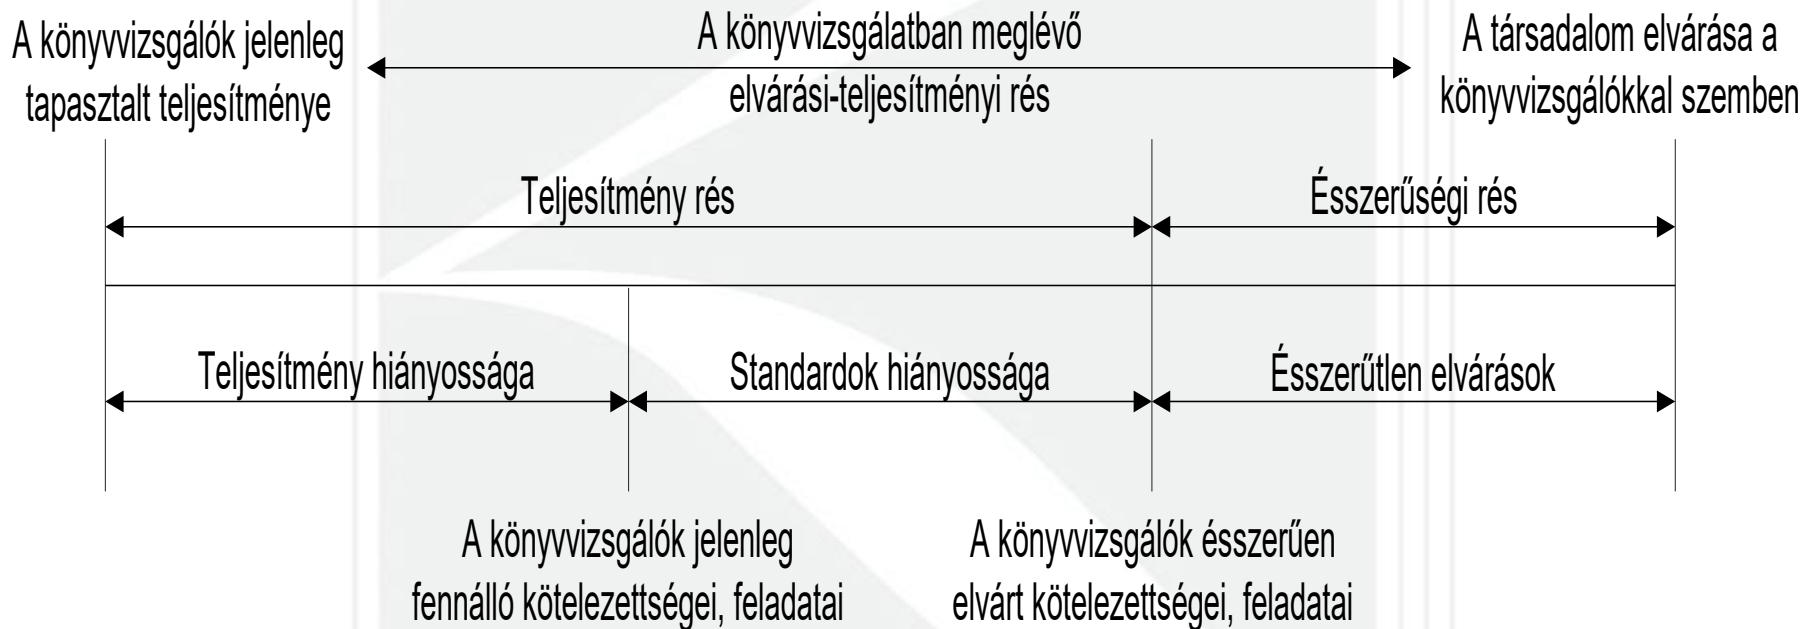 A könyvvizsgálók jelenleg
tapasztalt teljesítménye
A könyvvizsgálatban meglévő
elvárási-teljesítményi rés
A társadalom elvárása a
könyvvizsgálókkal szemben
Teljesítmény rés
Ésszerűségi rés
Teljesítmény hiányossága
Standardok hiányossága
Ésszerűtlen elvárások
A könyvvizsgálók jelenleg
fennálló kötelezettségei, feladatai
A könyvvizsgálók ésszerűen
elvárt kötelezettségei, feladatai